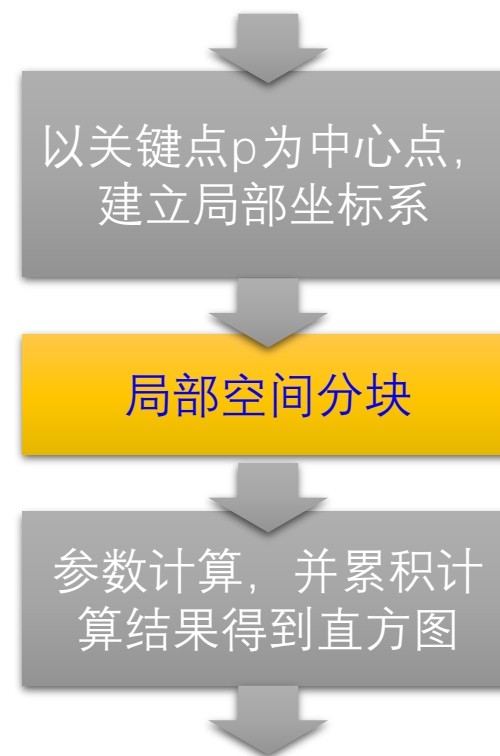 以关键点p为中心点，
建立局部坐标系
局部空间分块
参数计算，并累积计
算结果得到直方图